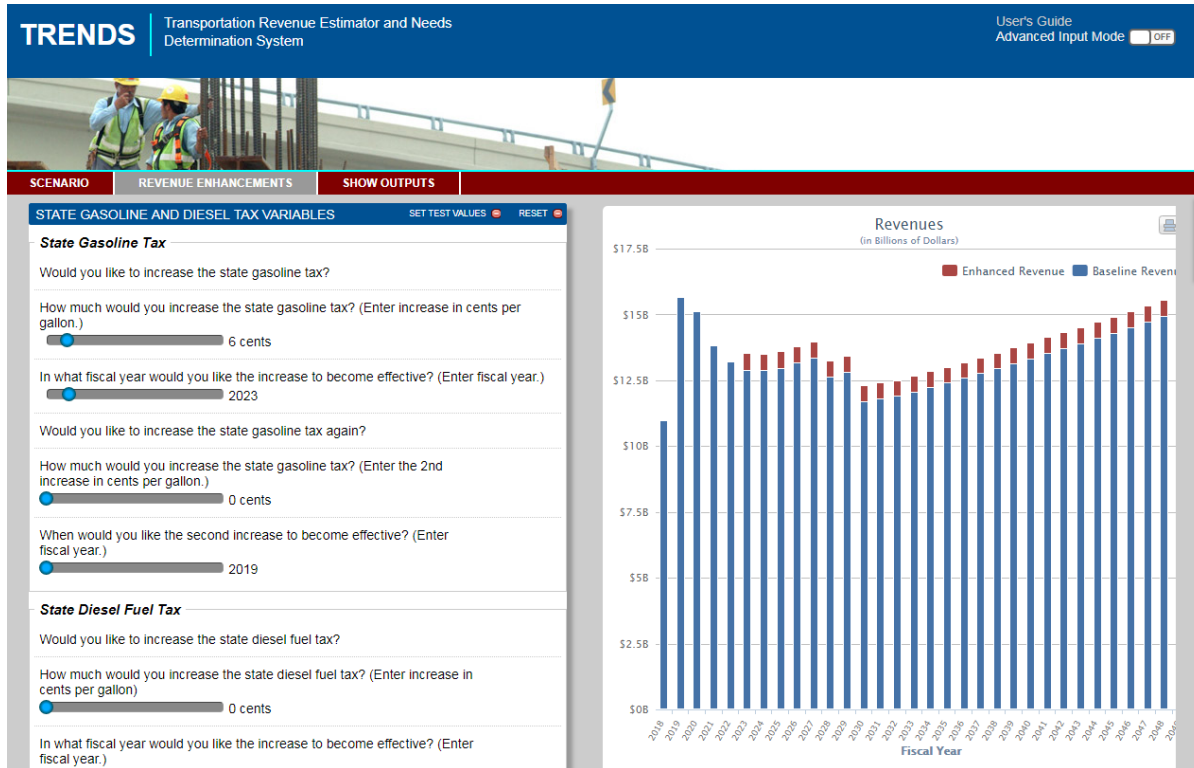 TRENDS
Transportation Revenue Estimator and Needs
Determination System
User's Guide
Advanced Input Mode OFF
SCENARIO
REVENUE ENHANCEMENTS
SHOW OUTPUTS
STATE GASOLINE AND DIESEL TAX VARIABLES
SET TEST VALUES
RESET
State Gasoline Tax
Would you like to increase the state gasoline tax?
How much would you increase the state gasoline tax? (Enter increase in cents per
gallon.)
6 cents
In what fiscal year would you like the increase to become effective? (Enter fiscal year.)
2023
Would you like to increase the state gasoline tax again?
How much would you increase the state gasoline tax? (Enter the 2nd
increase in cents per gallon.)
0 cents
When would you like the second increase to become effective? (Enter
fiscal year.)
2019
State Diesel Fuel Tax
Would you like to increase the state diesel fuel tax?
How much would you increase the state diesel fuel tax? (Enter increase in
cents per gallon)
0 cents
In what fiscal year would you like the increase to become effective? (Enter
fiscal year.)
Revenues
(in Billions of Dollars)
Enhanced Revenue
Baseline Reven
$17.5B
$15B
$12.5B
$10B
$7.5B
$5B
$2.5B
$0B
2018
2019
2020
2021
2022
2023
2024
2025
2026
2027
2028
2029
2030
2031
2032
2033
2034
2035
2036
2037
2038
2039
2040
2041
2042
2043
2044
2045
2046
2047
2048
Fiscal Year